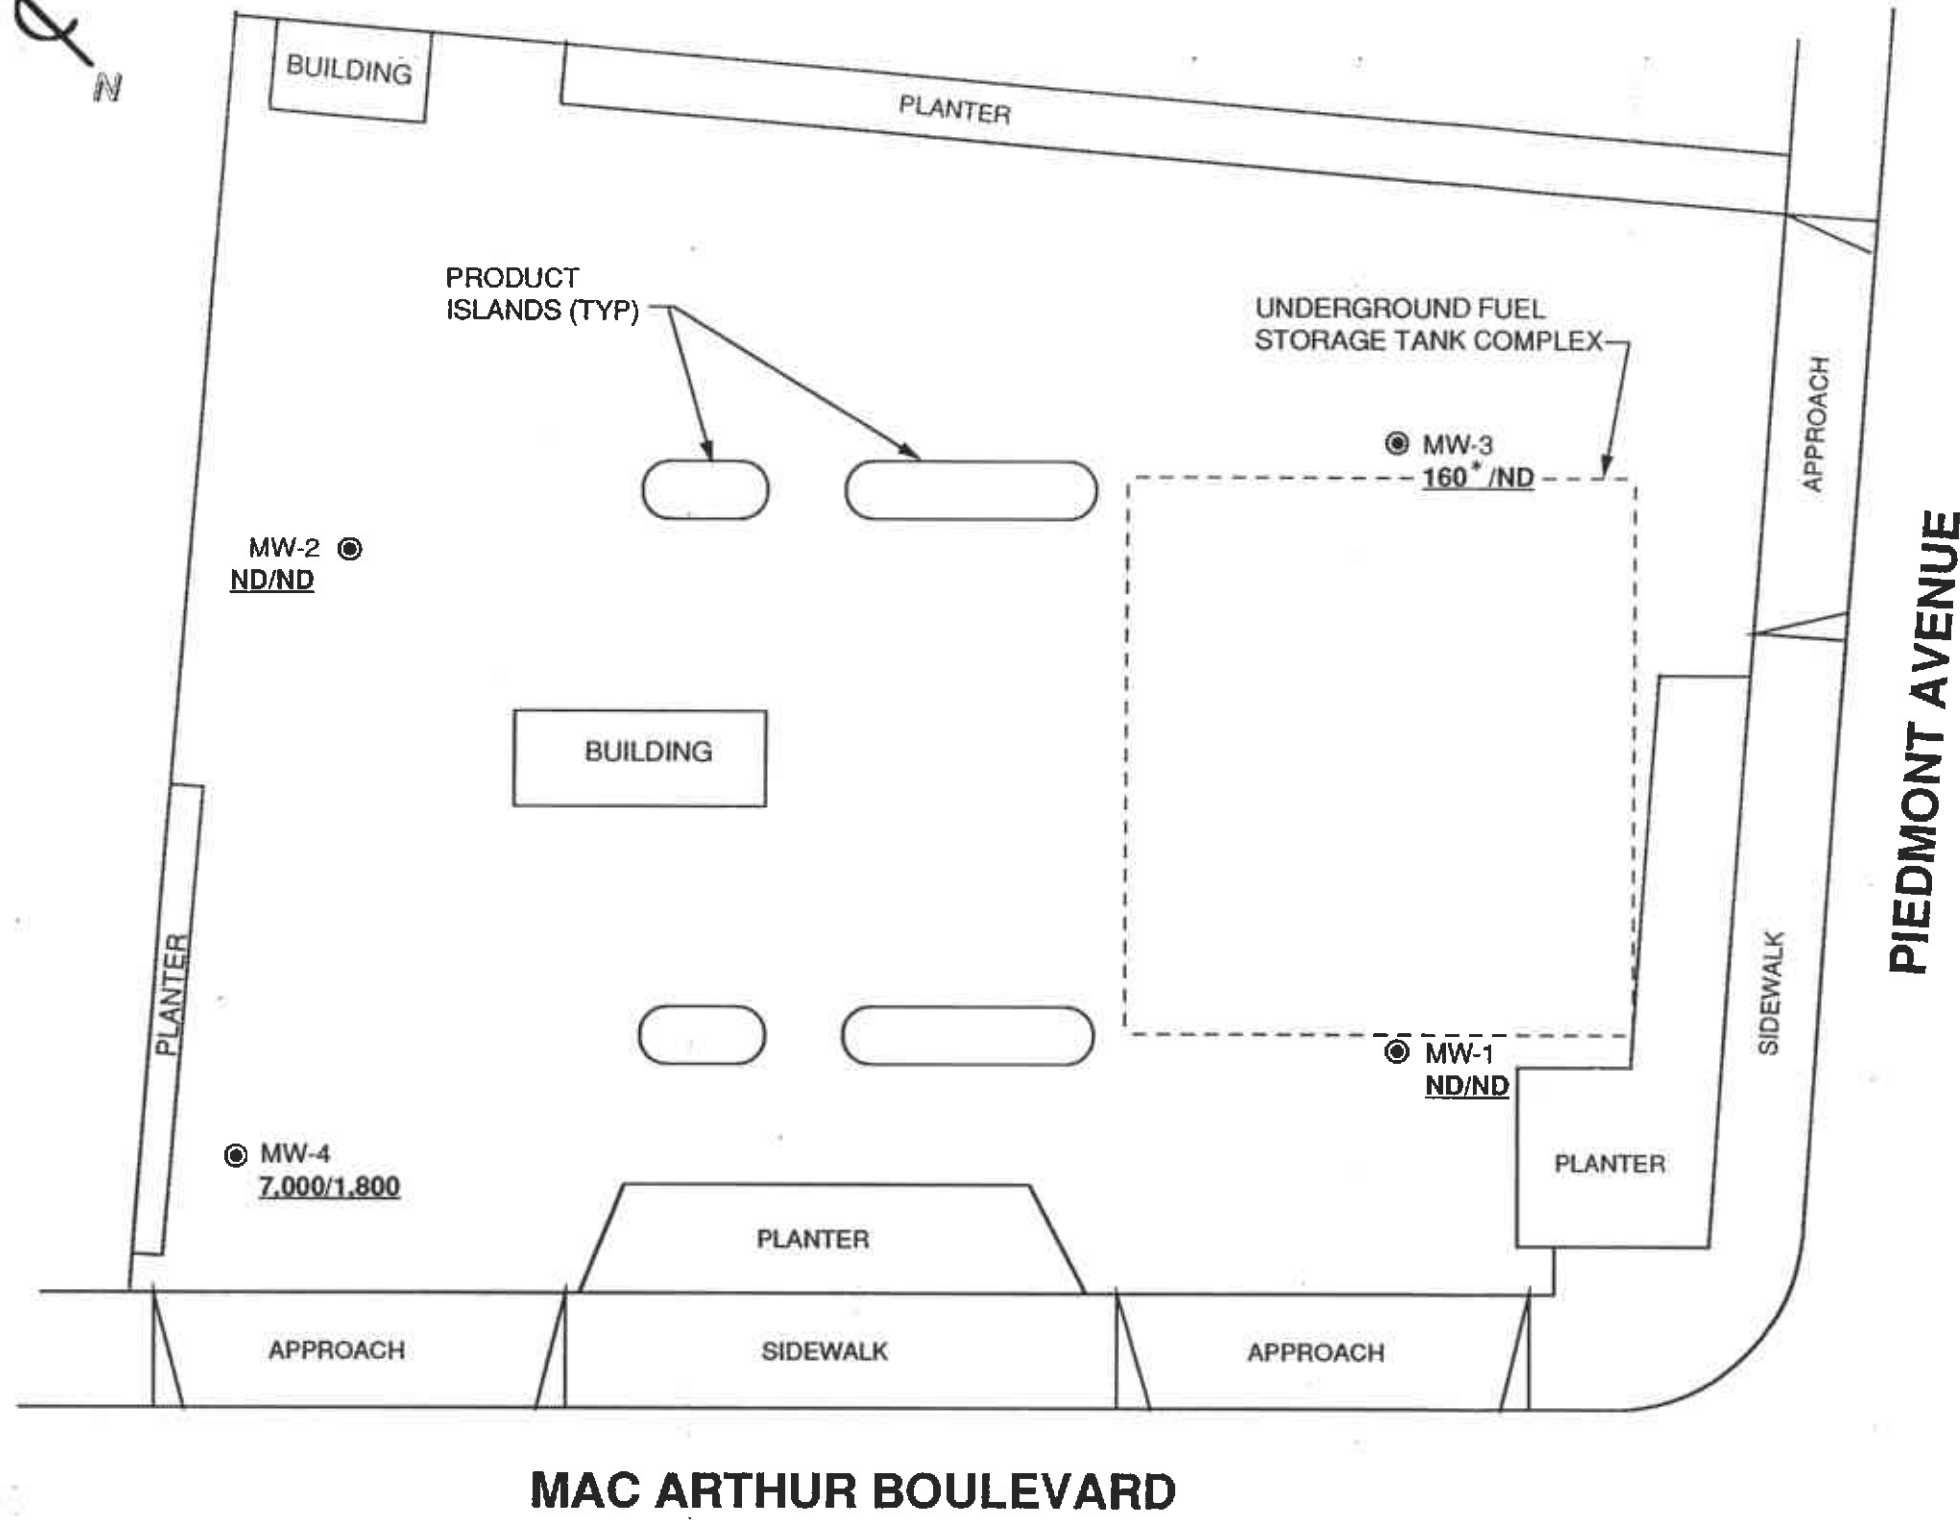 N
BUILDING
PLANTER
PRODUCT
ISLANDS (TYP)
UNDERGROUND FUEL
STORAGE TANK COMPLEX
APPROACH
MW-3
160*/ND
MW-2
ND/ND
PIEDMONT AVENUE
BUILDING
PLANTER
SIDEWALK
MW-1
ND/ND
MW-4
7,000/1,800
PLANTER
PLANTER
APPROACH
SIDEWALK
APPROACH
MAC ARTHUR BOULEVARD